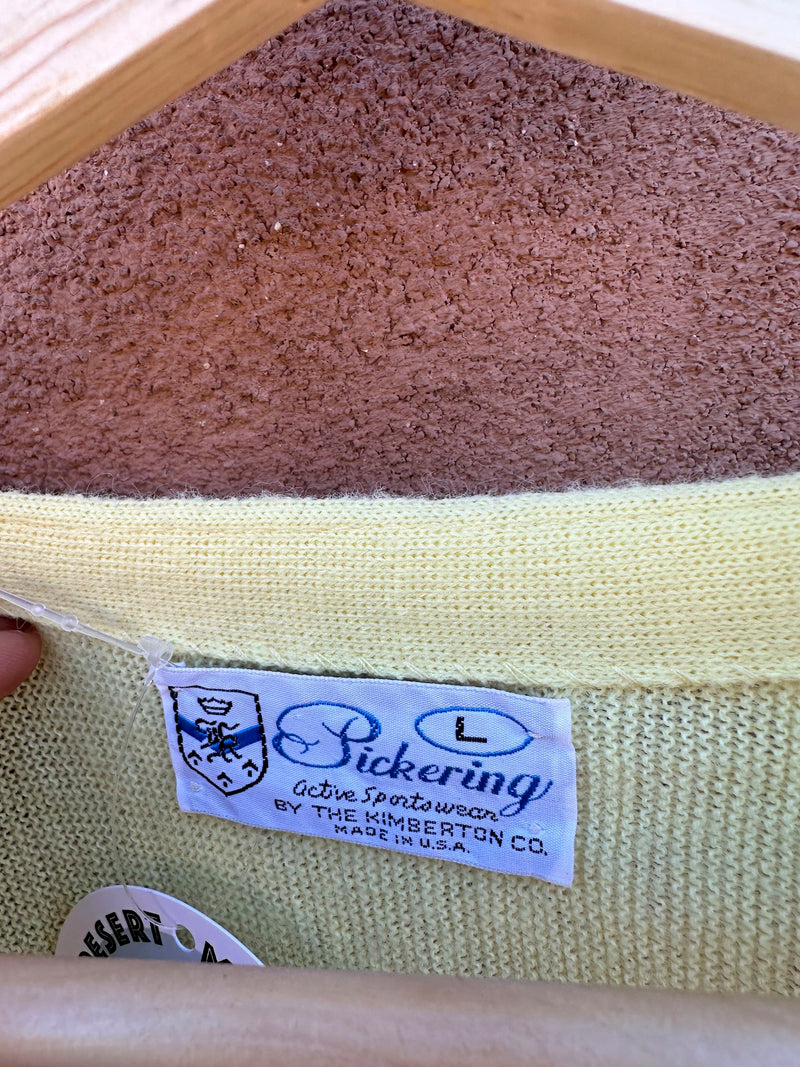 L
Pickering
active Sportswear
BY THE KIMBERTON CO.
MADE IN U.S.A.
DESERT